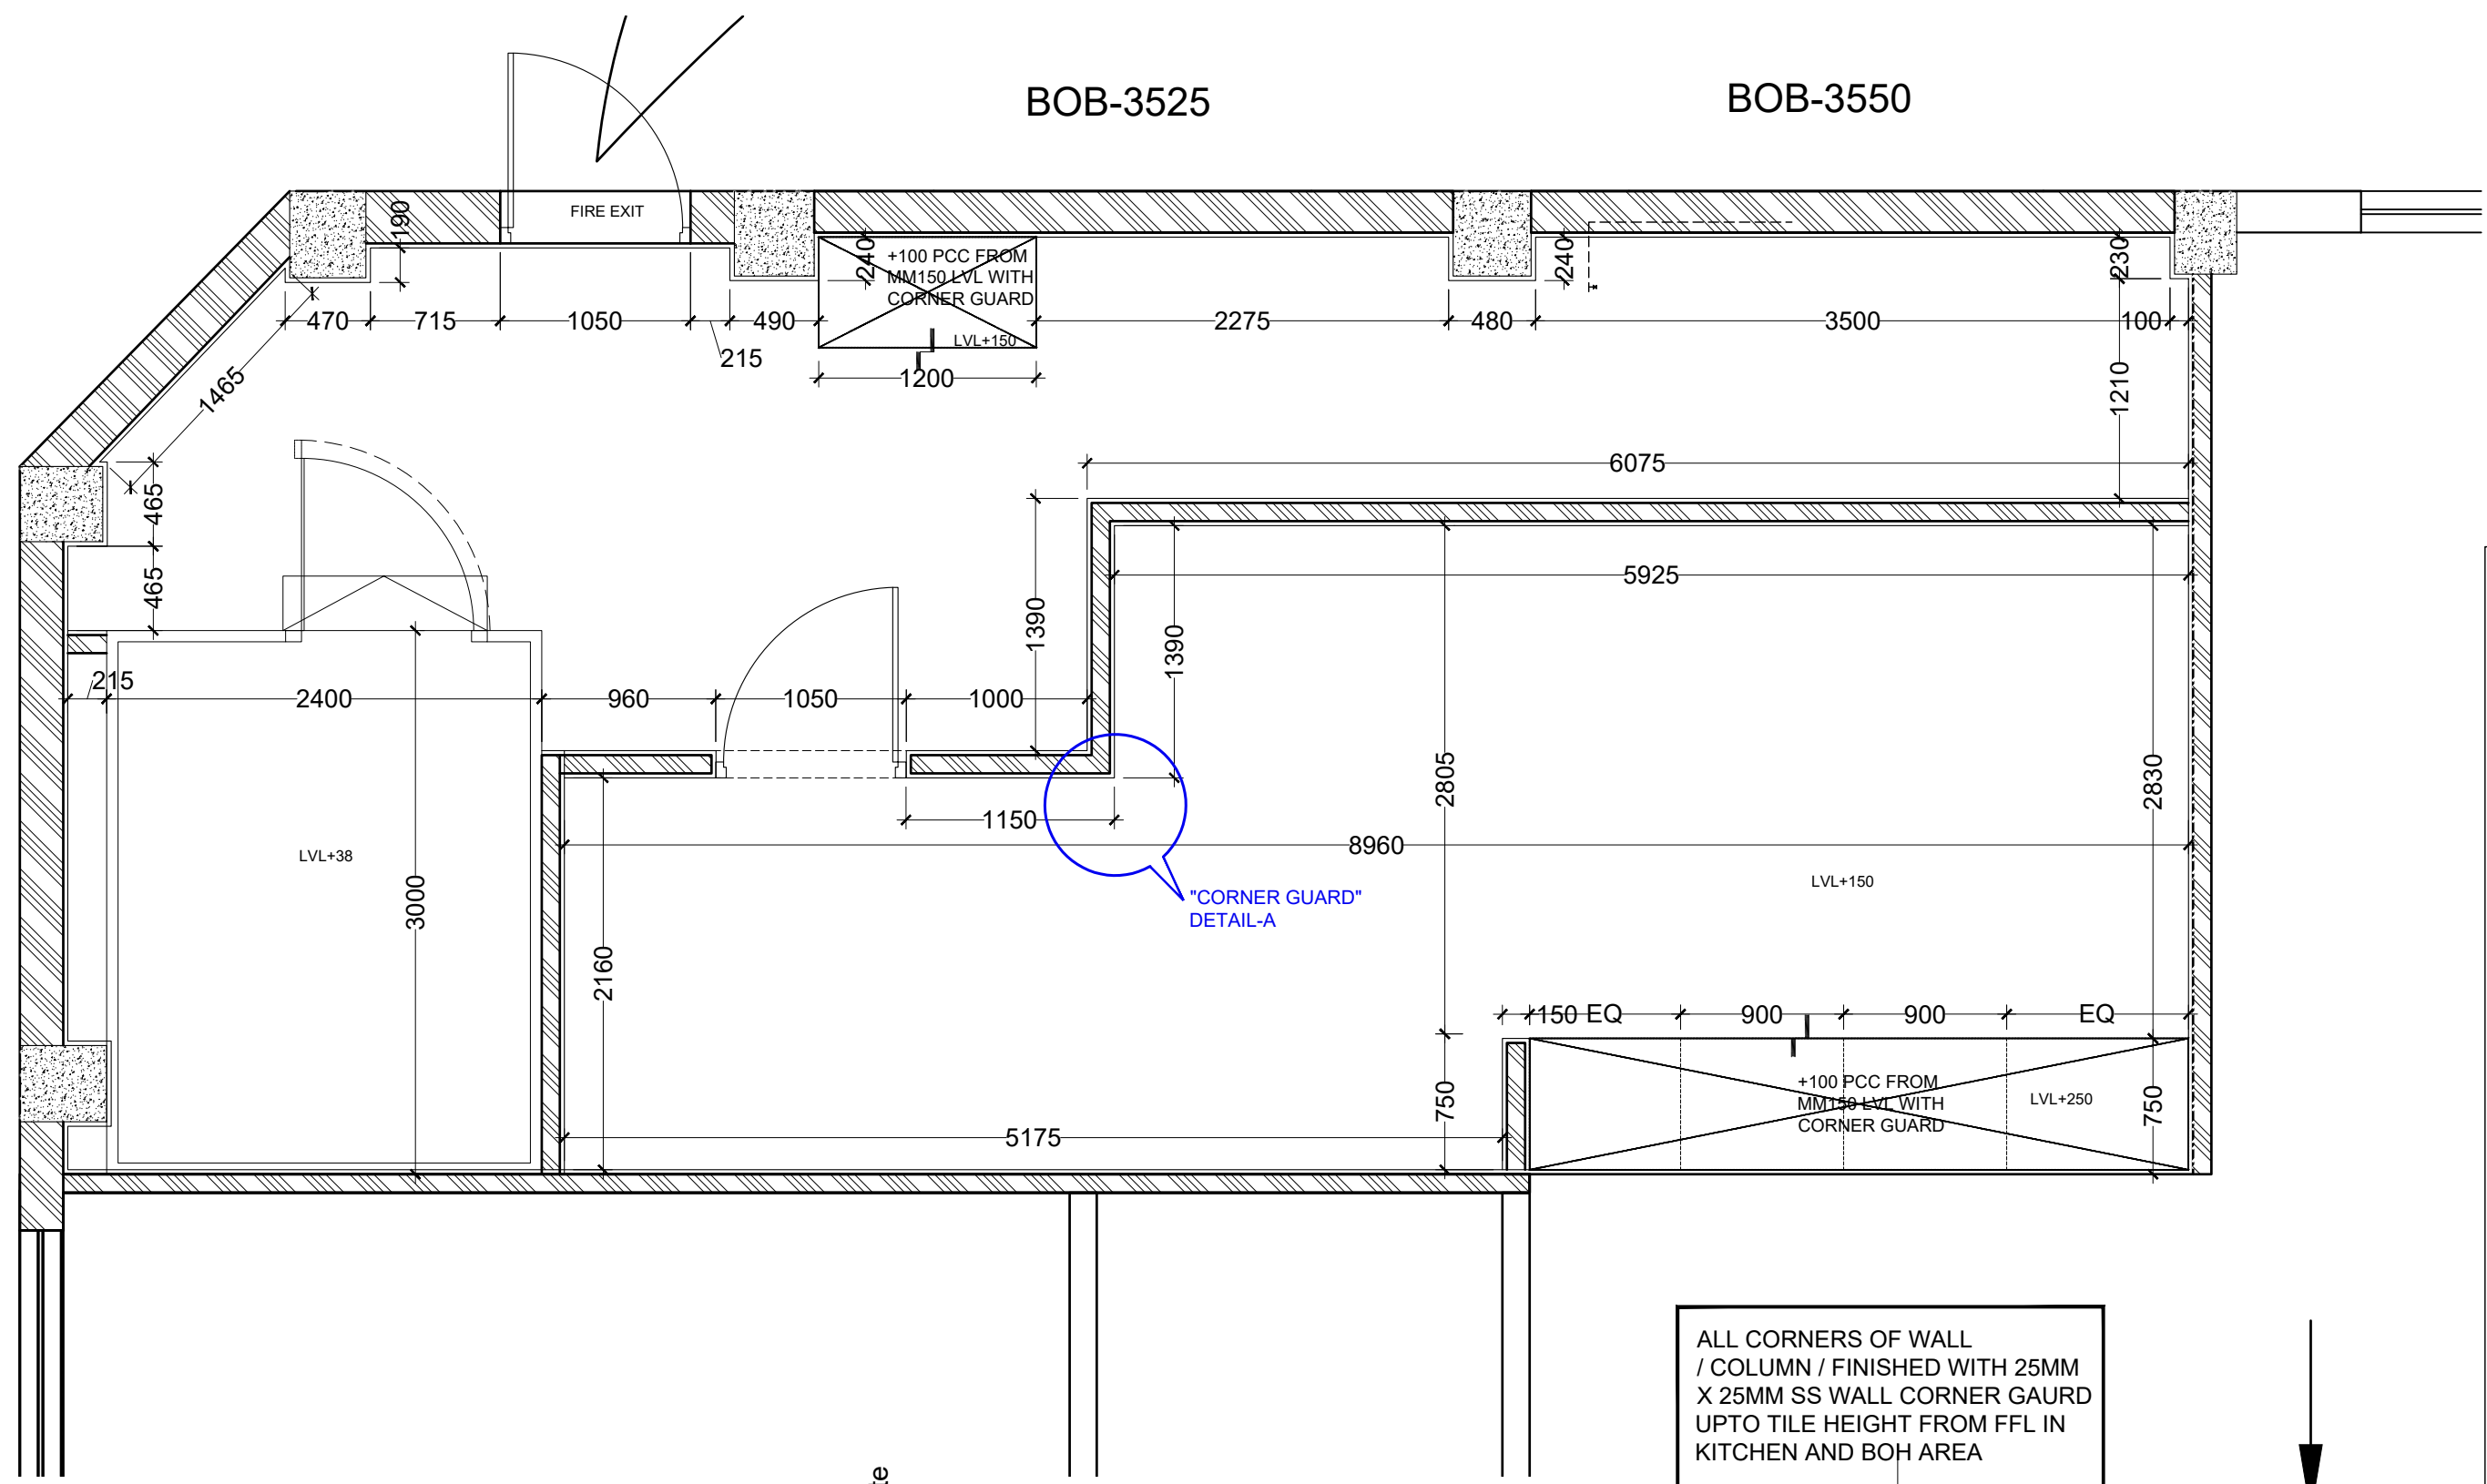 BOB-3525
BOB-3550
FIRE EXIT
190
240
+100 PCC FROM
MM150 LVL WITH
CORNER GUARD
LVL+150
240
230
470
715
1050
215
490
1200
2275
480
3500
100
1210
1465
6075
465
465
5925
1390
1390
215
2400
960
1050
1000
2805
2830
1150
8960
LVL+38
LVL+150
3000
"CORNER GUARD"
DETAIL-A
2160
150
EQ
900
900
EQ
+100 PCC FROM
MM150 LVL WITH
CORNER GUARD
LVL+250
750
750
5175
ALL CORNERS OF WALL
/ COLUMN / FINISHED WITH 25MM
X 25MM SS WALL CORNER GAURD
UPTO TILE HEIGHT FROM FFL IN
KITCHEN AND BOH AREA